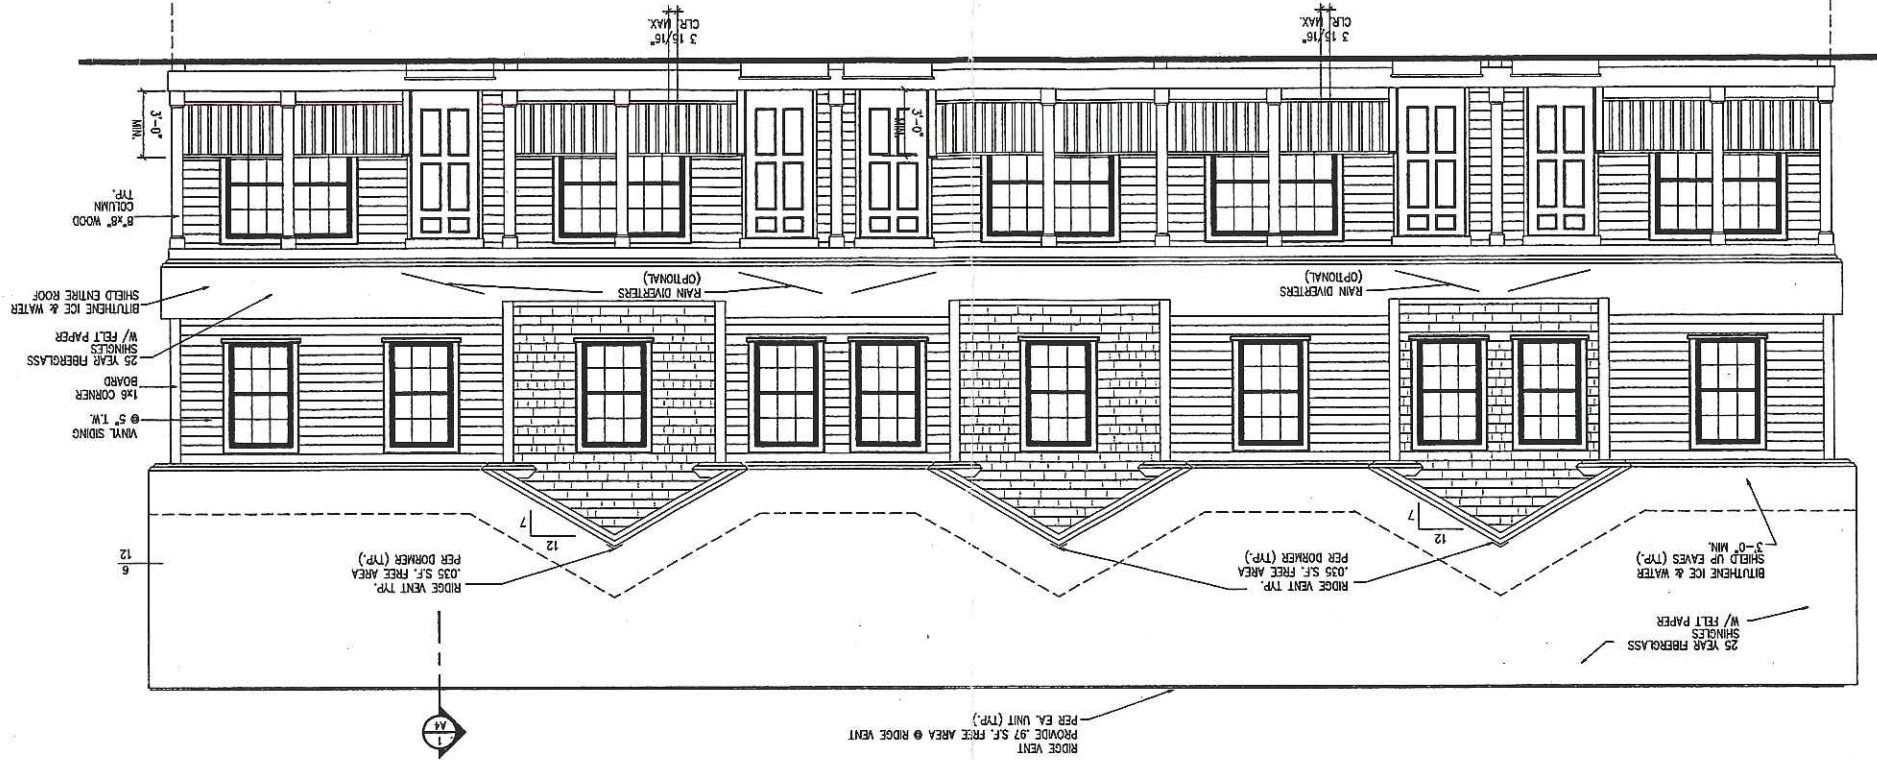 RIDGE VENT
PROVIDE .97 S.F. FREE AREA @ RIDGE VENT
PER EA. UNIT (TYP.)
1
A4
25 YEAR FIBERGLASS
SHINGLES
W/ FELT PAPER
BITUTHENE ICE & WATER
SHIELD UP EAVES (TYP.)
3'-0" MIN.
RIDGE VENT TYP.
.035 S.F. FREE AREA
PER DORMER (TYP.)
12
7
RIDGE VENT TYP.
.035 S.F. FREE AREA
PER DORMER (TYP.)
12
7
6
12
VINYL SIDING
@ 5" T.W.
1x6 CORNER
BOARD
25 YEAR FIBERGLASS
SHINGLES
W/ FELT PAPER
BITUTHENE ICE & WATER
SHIELD ENTIRE ROOF
RAIN DIVERTERS
(OPTIONAL)
RAIN DIVERTERS
(OPTIONAL)
8"x8" WOOD
COLUMN
TYP.
3'-0"
MIN.
3'-0"
MIN.
3 15/16"
CLR. MAX.
3 15/16"
CLR. MAX.